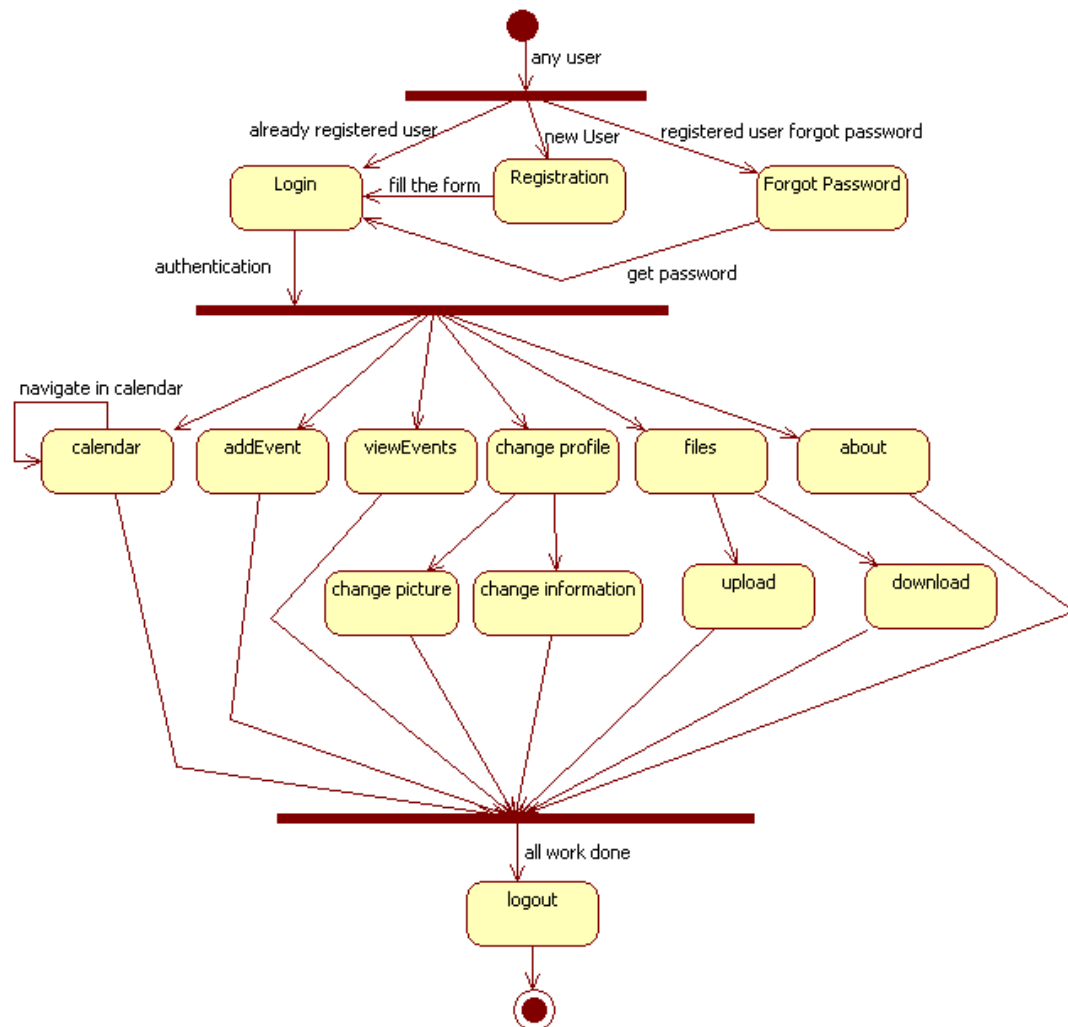 any user
already registered user
new User
registered user forgot password
Login
fill the form
Registration
Forgot Password
authentication
get password
navigate in calendar
calendar
addEvent
viewEvents
change profile
files
about
change picture
change information
upload
download
all work done
logout